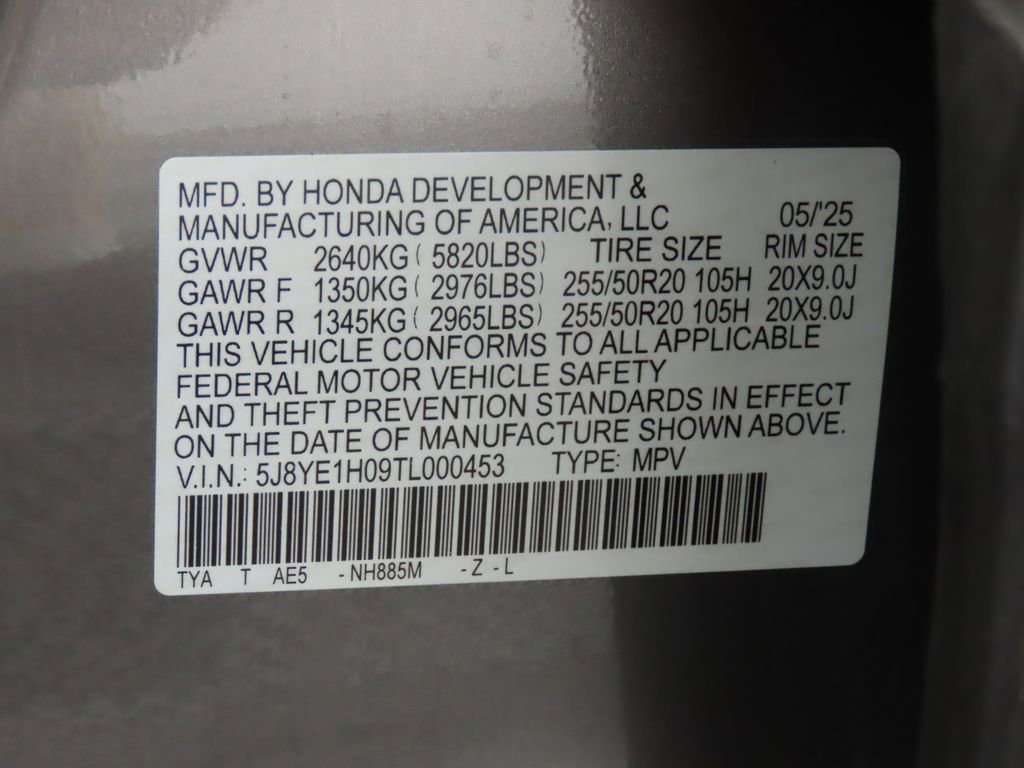 MFD. BY HONDA DEVELOPMENT &
MANUFACTURING OF AMERICA, LLC 05/'25
GVWR 2640KG ( 5820LBS) TIRE SIZE RIM SIZE
GAWR F 1350KG ( 2976LBS) 255/50R20 105H 20X9.0J
GAWR R 1345KG ( 2965LBS) 255/50R20 105H 20X9.0J
THIS VEHICLE CONFORMS TO ALL APPLICABLE
FEDERAL MOTOR VEHICLE SAFETY
AND THEFT PREVENTION STANDARDS IN EFFECT
ON THE DATE OF MANUFACTURE SHOWN ABOVE.
V.I.N.: 5J8YE1H09TL000453 TYPE: MPV
TYA T AE5 -NH885M -Z -L